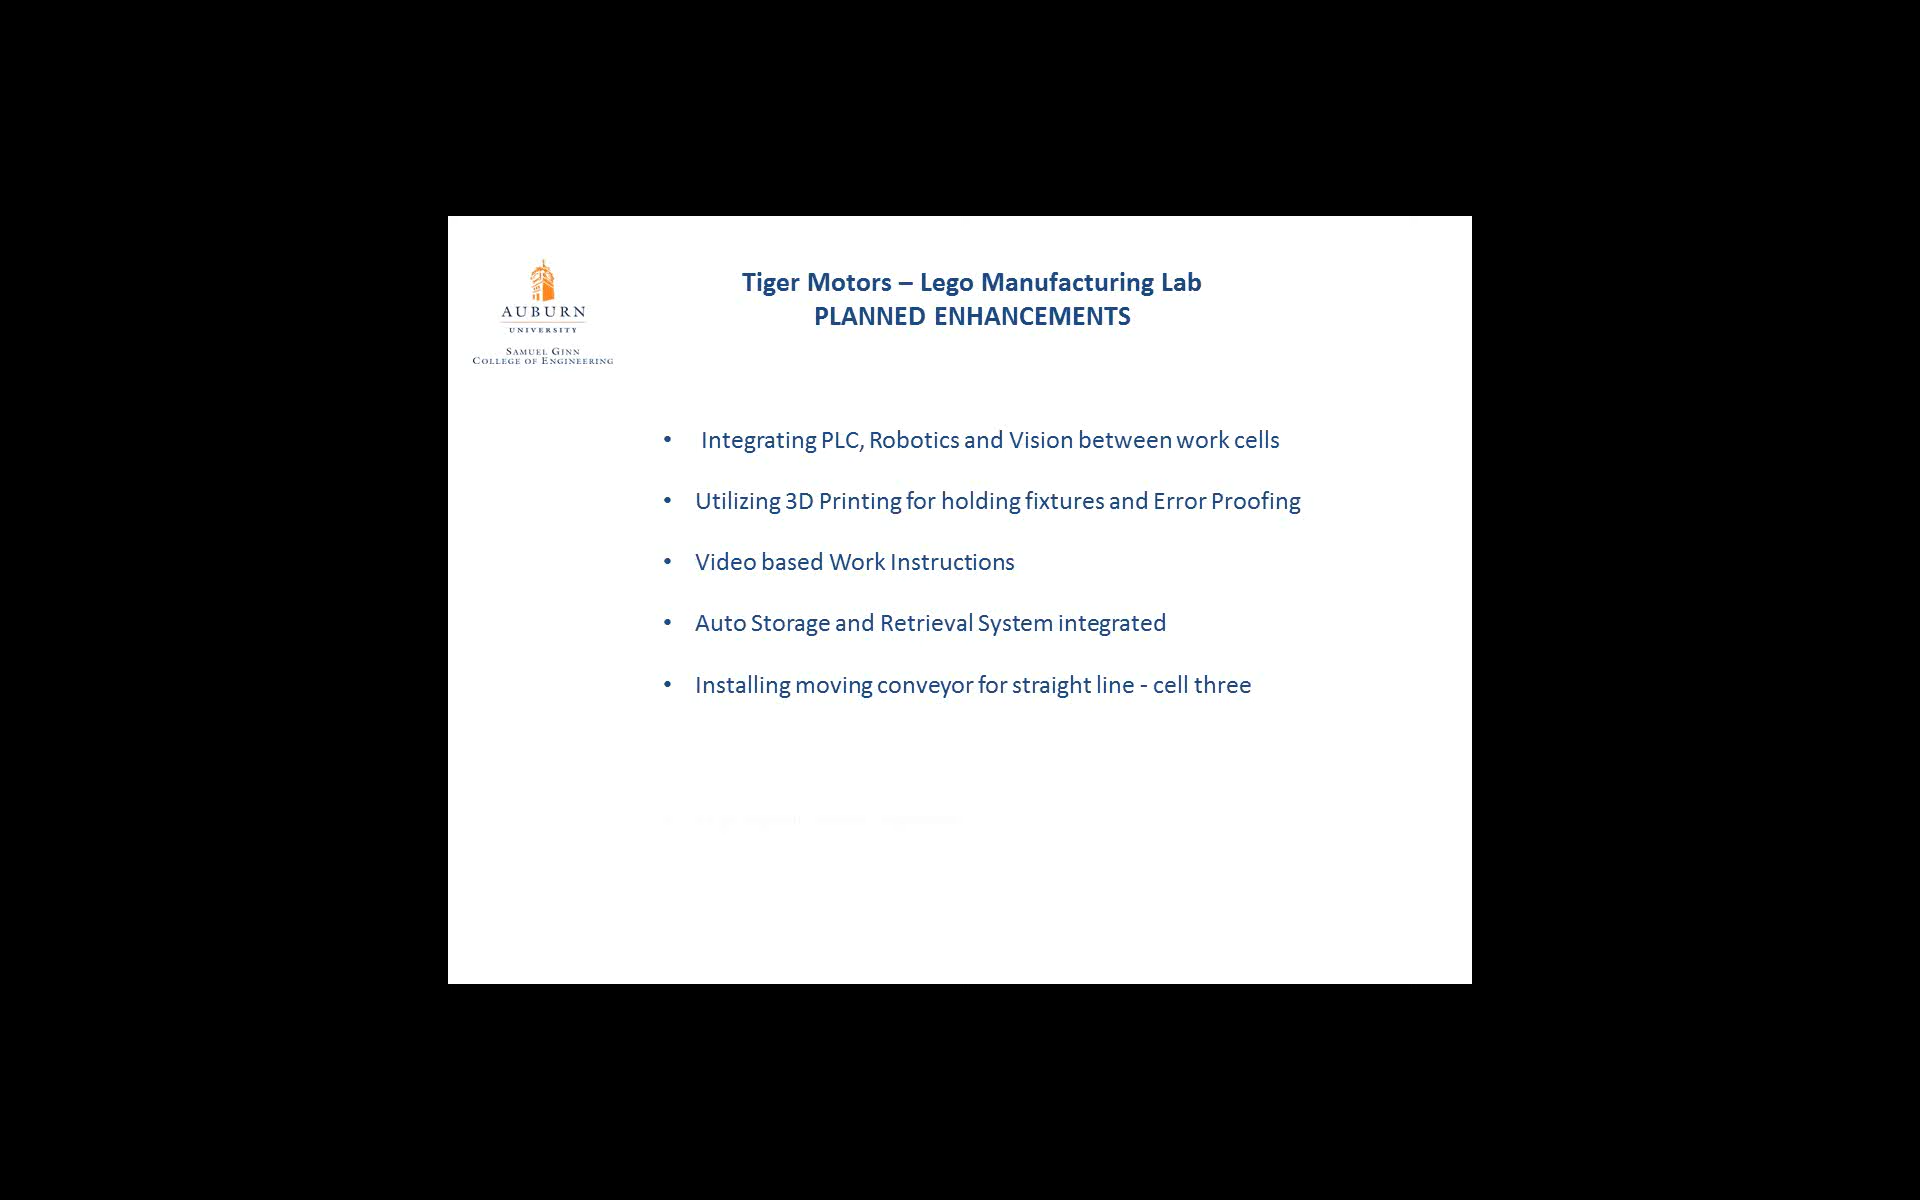 AUBURN
UNIVERSITY
SAMUEL GINN
COLLEGE OF ENGINEERING
Tiger Motors – Lego Manufacturing Lab
PLANNED ENHANCEMENTS
• Integrating PLC, Robotics and Vision between work cells
• Utilizing 3D Printing for holding fixtures and Error Proofing
• Video based Work Instructions
• Auto Storage and Retrieval System integrated
• Installing moving conveyor for straight line - cell three